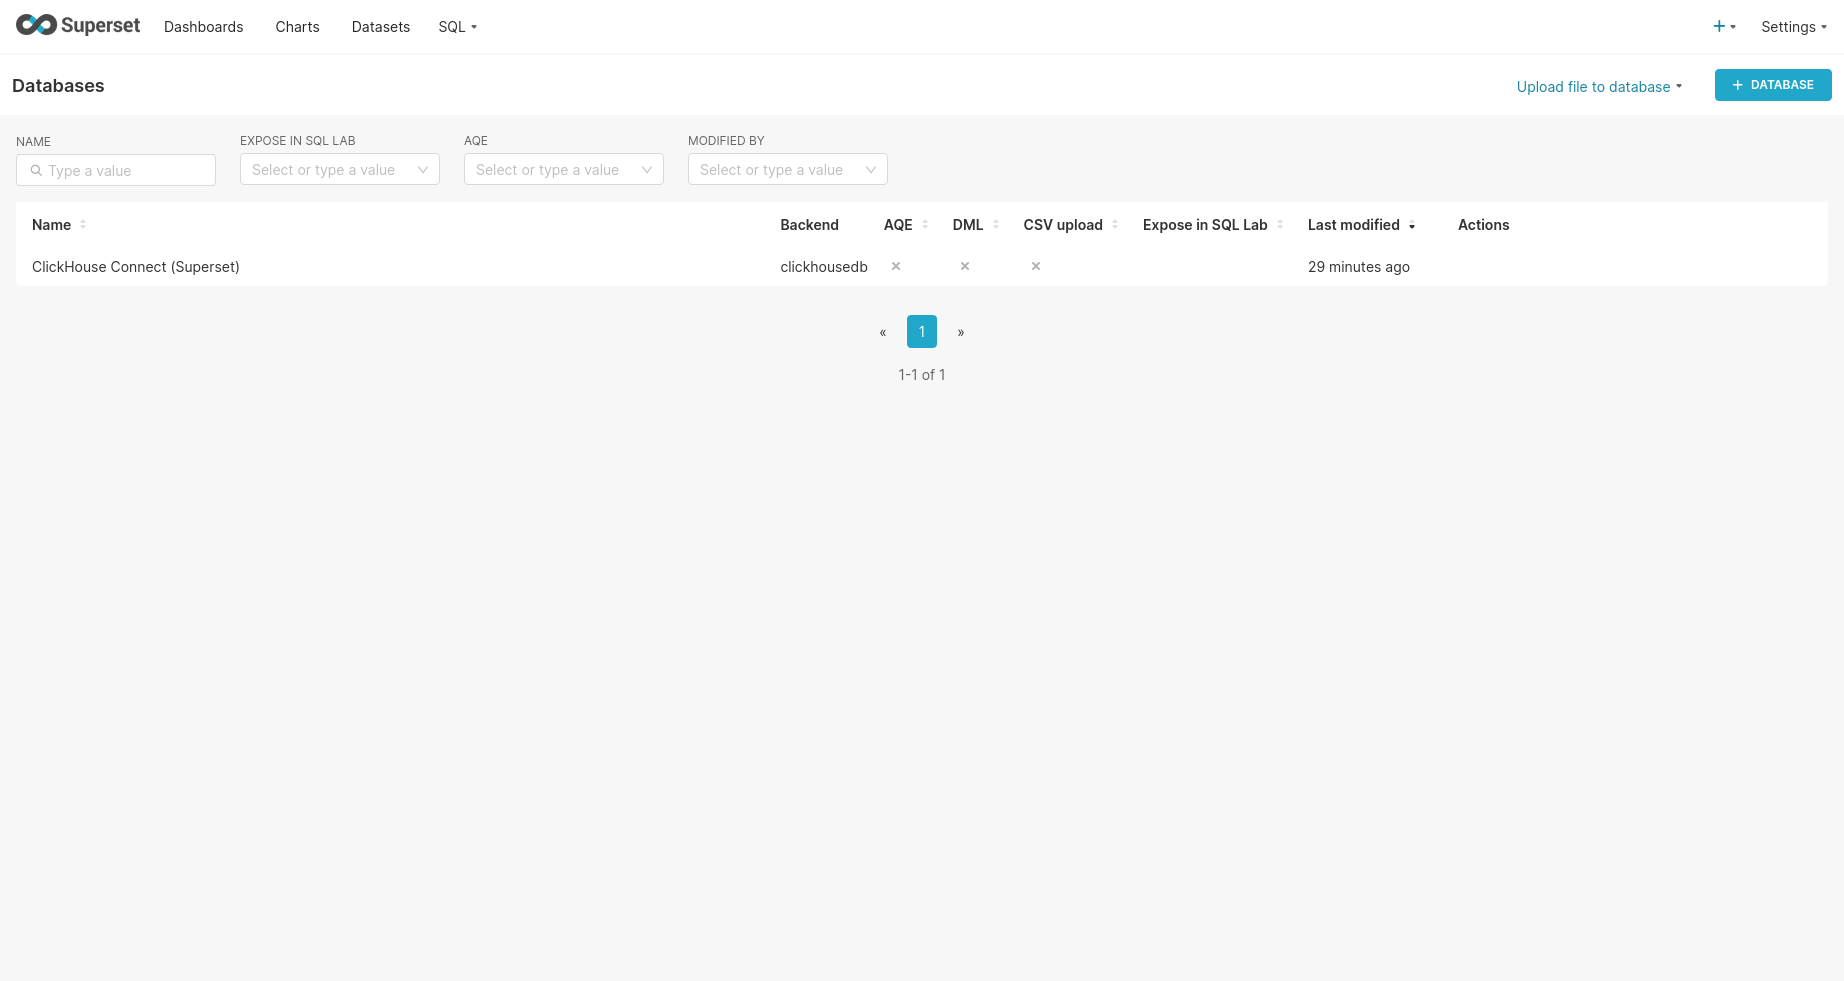 Superset Dashboards Charts Datasets SQL + Settings
Databases Upload file to database + DATABASE
NAME EXPOSE IN SQL LAB AQE MODIFIED BY
Type a value Select or type a value Select or type a value Select or type a value
Name Backend AQE DML CSV upload Expose in SQL Lab Last modified Actions
ClickHouse Connect (Superset) clickhousedb × × × 29 minutes ago
« 1 »
1-1 of 1